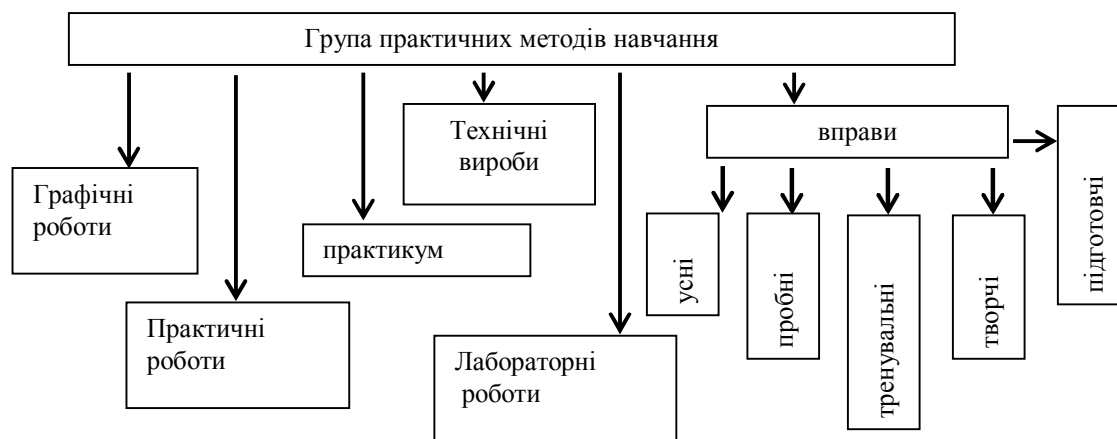 Група практичних методів навчання
Технічні
вироби
вправи
Графічні
роботи
практикум
Практичні
роботи
Лабораторні
роботи
усні
пробні
тренувальні
творчі
підготовчі